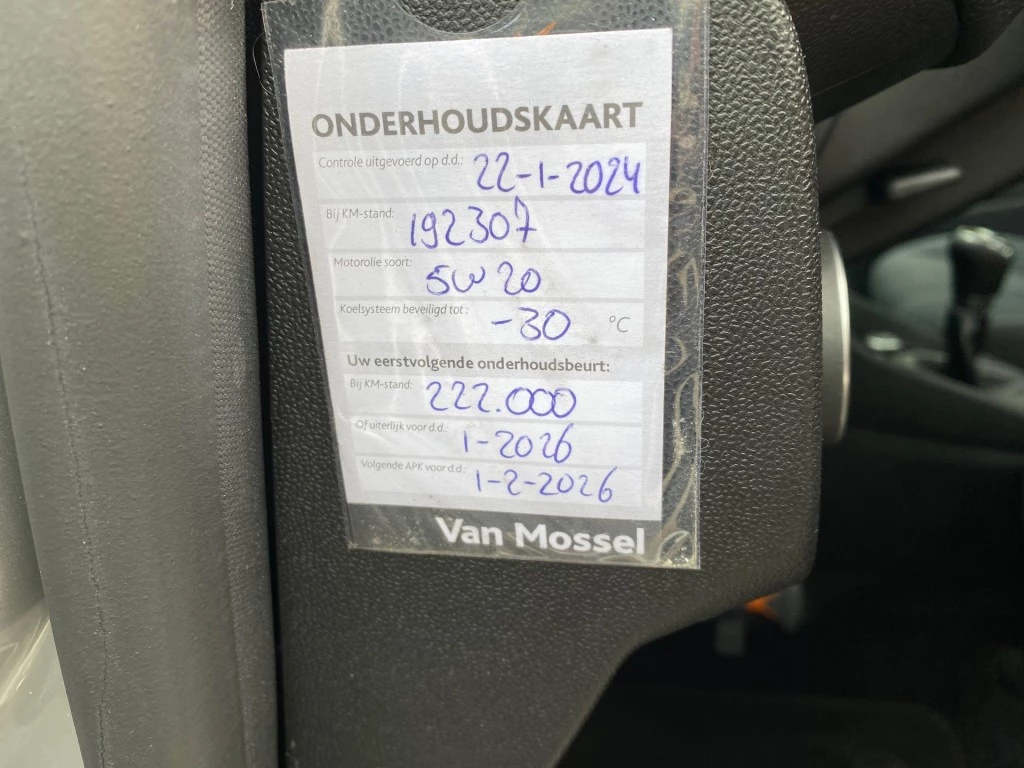 ONDERHOUDSKAART
Controle uitgevoerd op d.d.: 22-1-2024
Bij KM-stand: 192307
Motorolie soort: 5W20
Koelsysteem beveiligd tot: -30 °C
Uw eerstvolgende onderhoudsbeurt:
Bij KM-stand: 222.000
Of uiterlijk voor d.d.: 1-2026
Volgende APK voor d.d.: 1-2-2026
Van Mossel